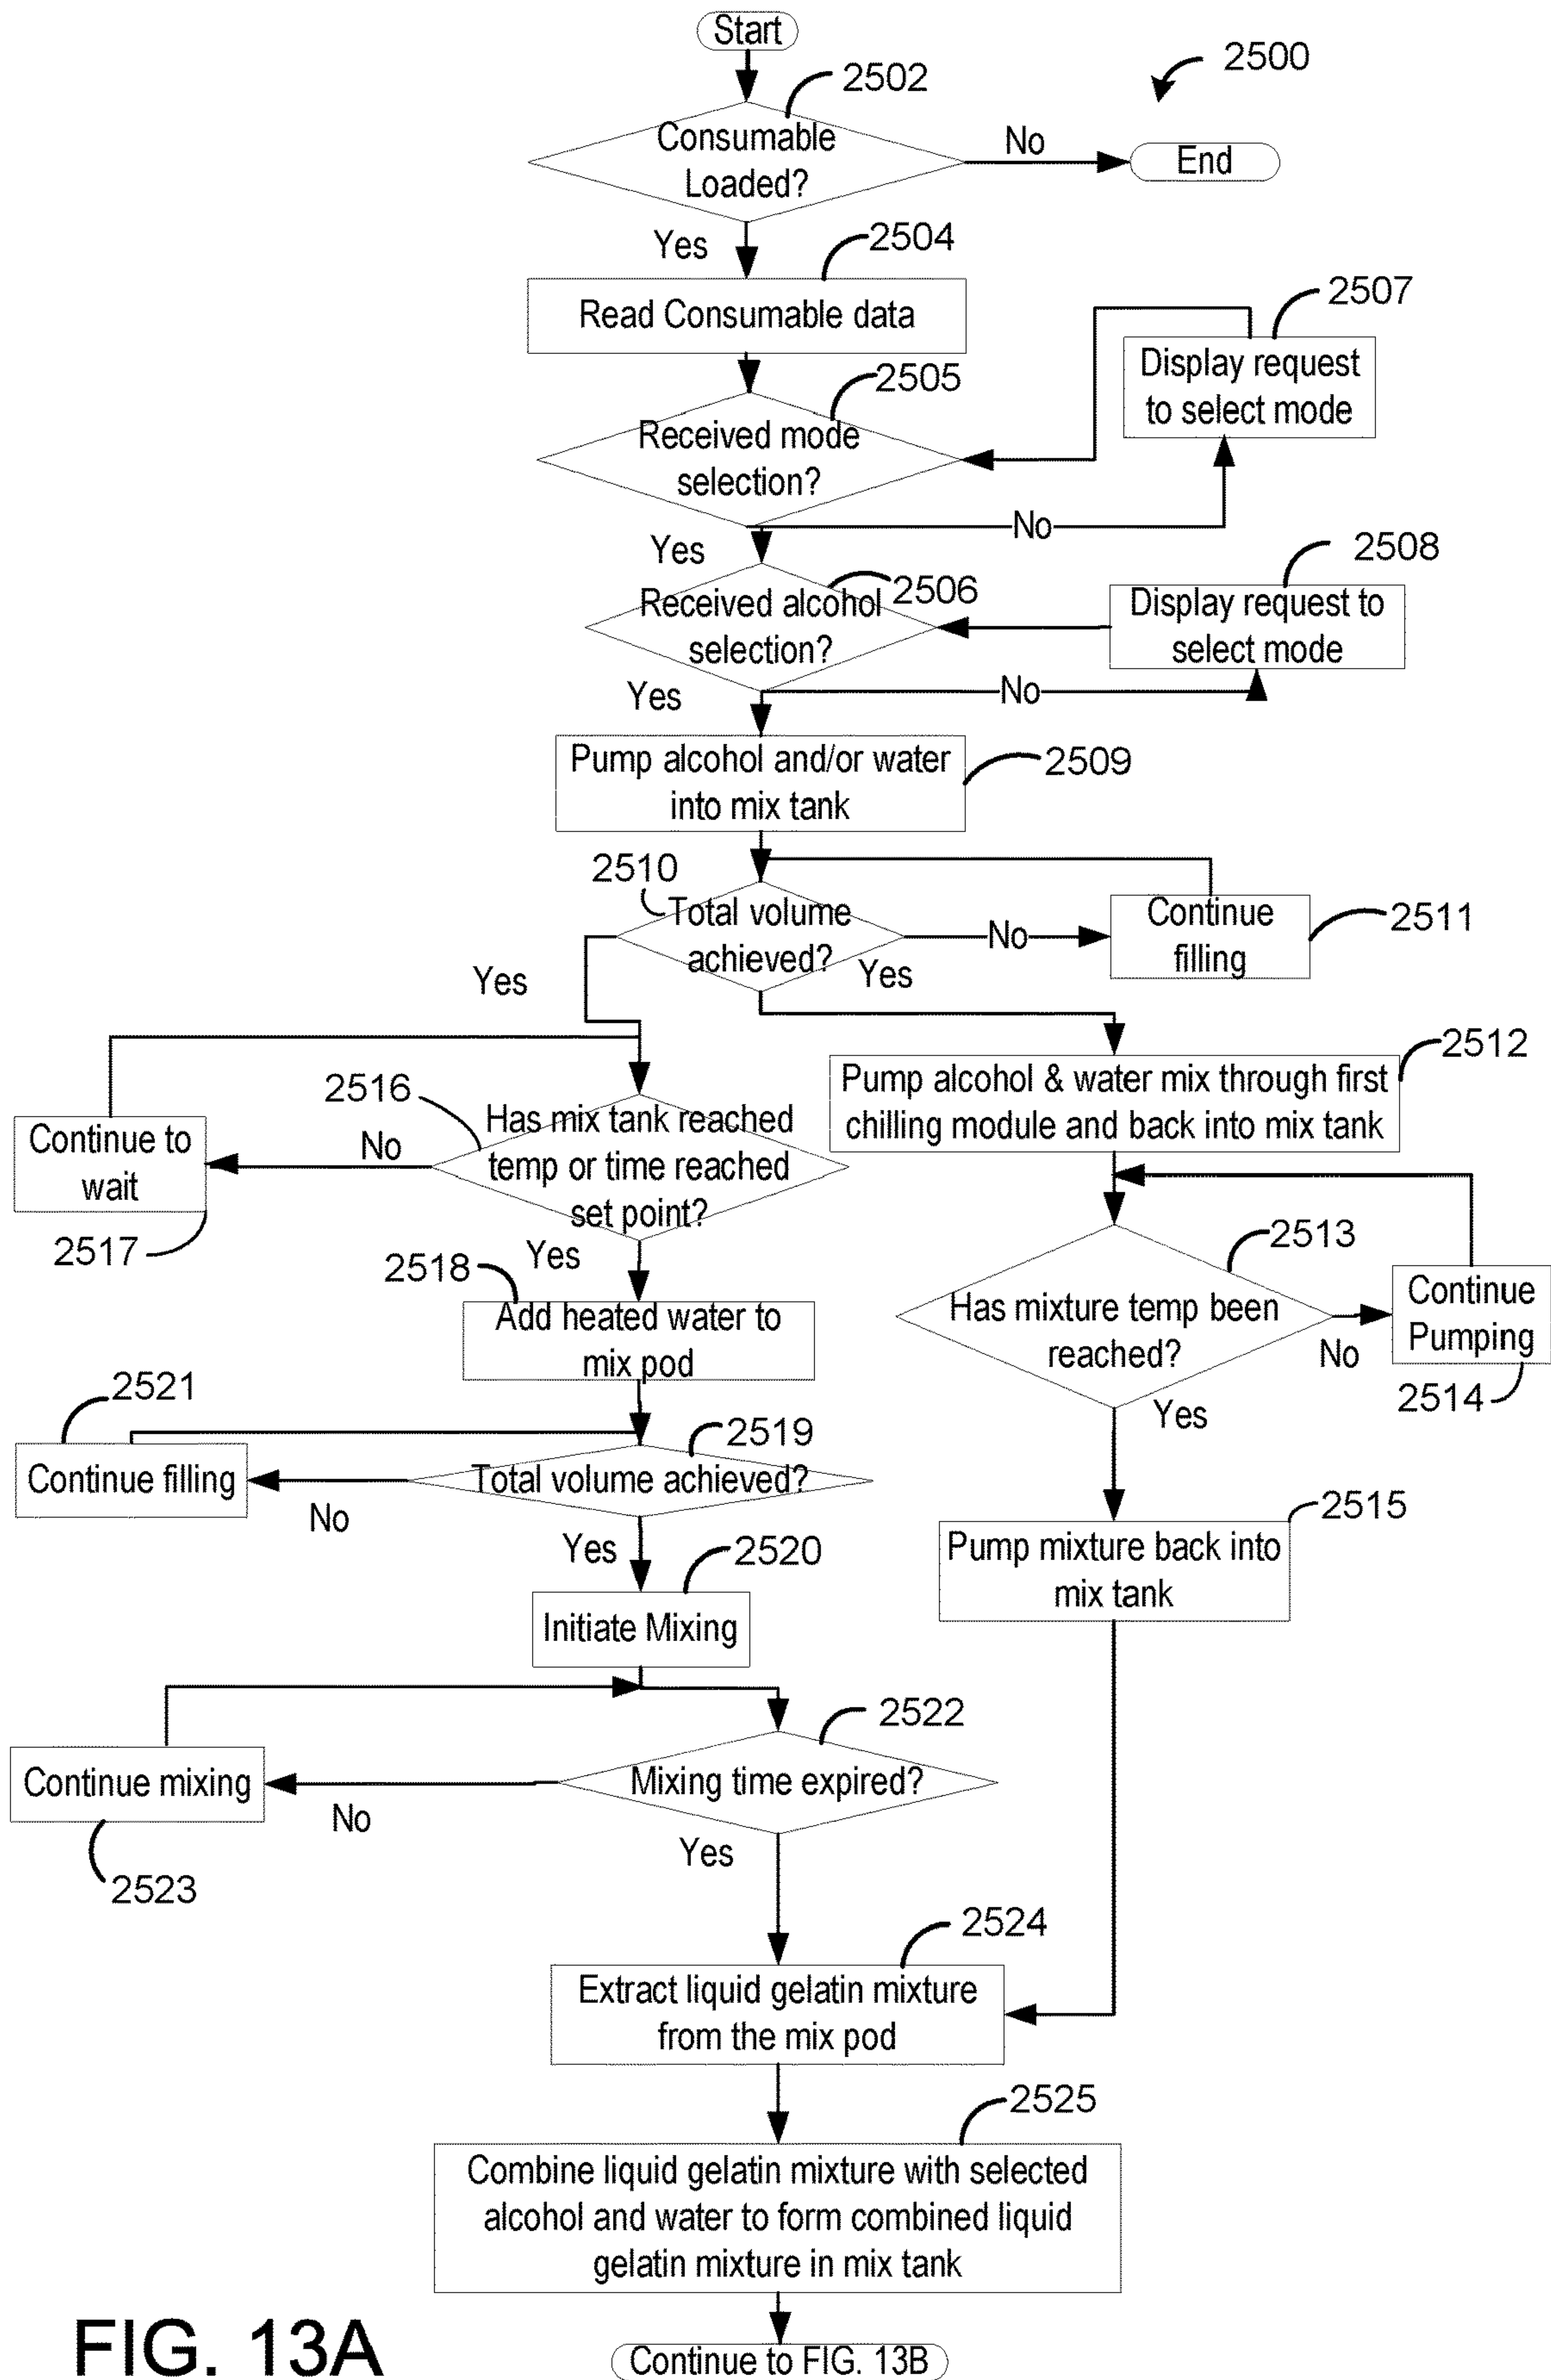 Start
2500
2502
Consumable
Loaded?
No
End
Yes
2504
Read Consumable data
2507
Display request
to select mode
2505
Received mode
selection?
No
Yes
2508
2506
Received alcohol
selection?
Display request to
select mode
No
Yes
Pump alcohol and/or water
into mix tank
2509
2510
Total volume
achieved?
No
Continue
filling
2511
Yes
Yes
2512
Pump alcohol & water mix through first
chilling module and back into mix tank
2516
Has mix tank reached
temp or time reached
set point?
No
Continue to
wait
2517
Yes
2513
Has mixture temp been
reached?
No
Continue
Pumping
2514
Yes
2518
Add heated water to
mix pod
2521
2519
Continue filling
Total volume achieved?
No
Yes
2515
Pump mixture back into
mix tank
2520
Initiate Mixing
2522
Continue mixing
Mixing time expired?
No
2523
Yes
2524
Extract liquid gelatin mixture
from the mix pod
2525
Combine liquid gelatin mixture with selected
alcohol and water to form combined liquid
gelatin mixture in mix tank
Continue to FIG. 13B
FIG. 13A